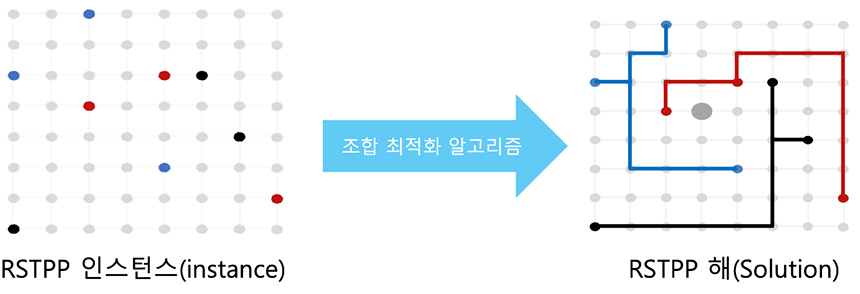 조합 최적화 알고리즘
RSTPP 인스턴스(instance)
RSTPP 해(Solution)